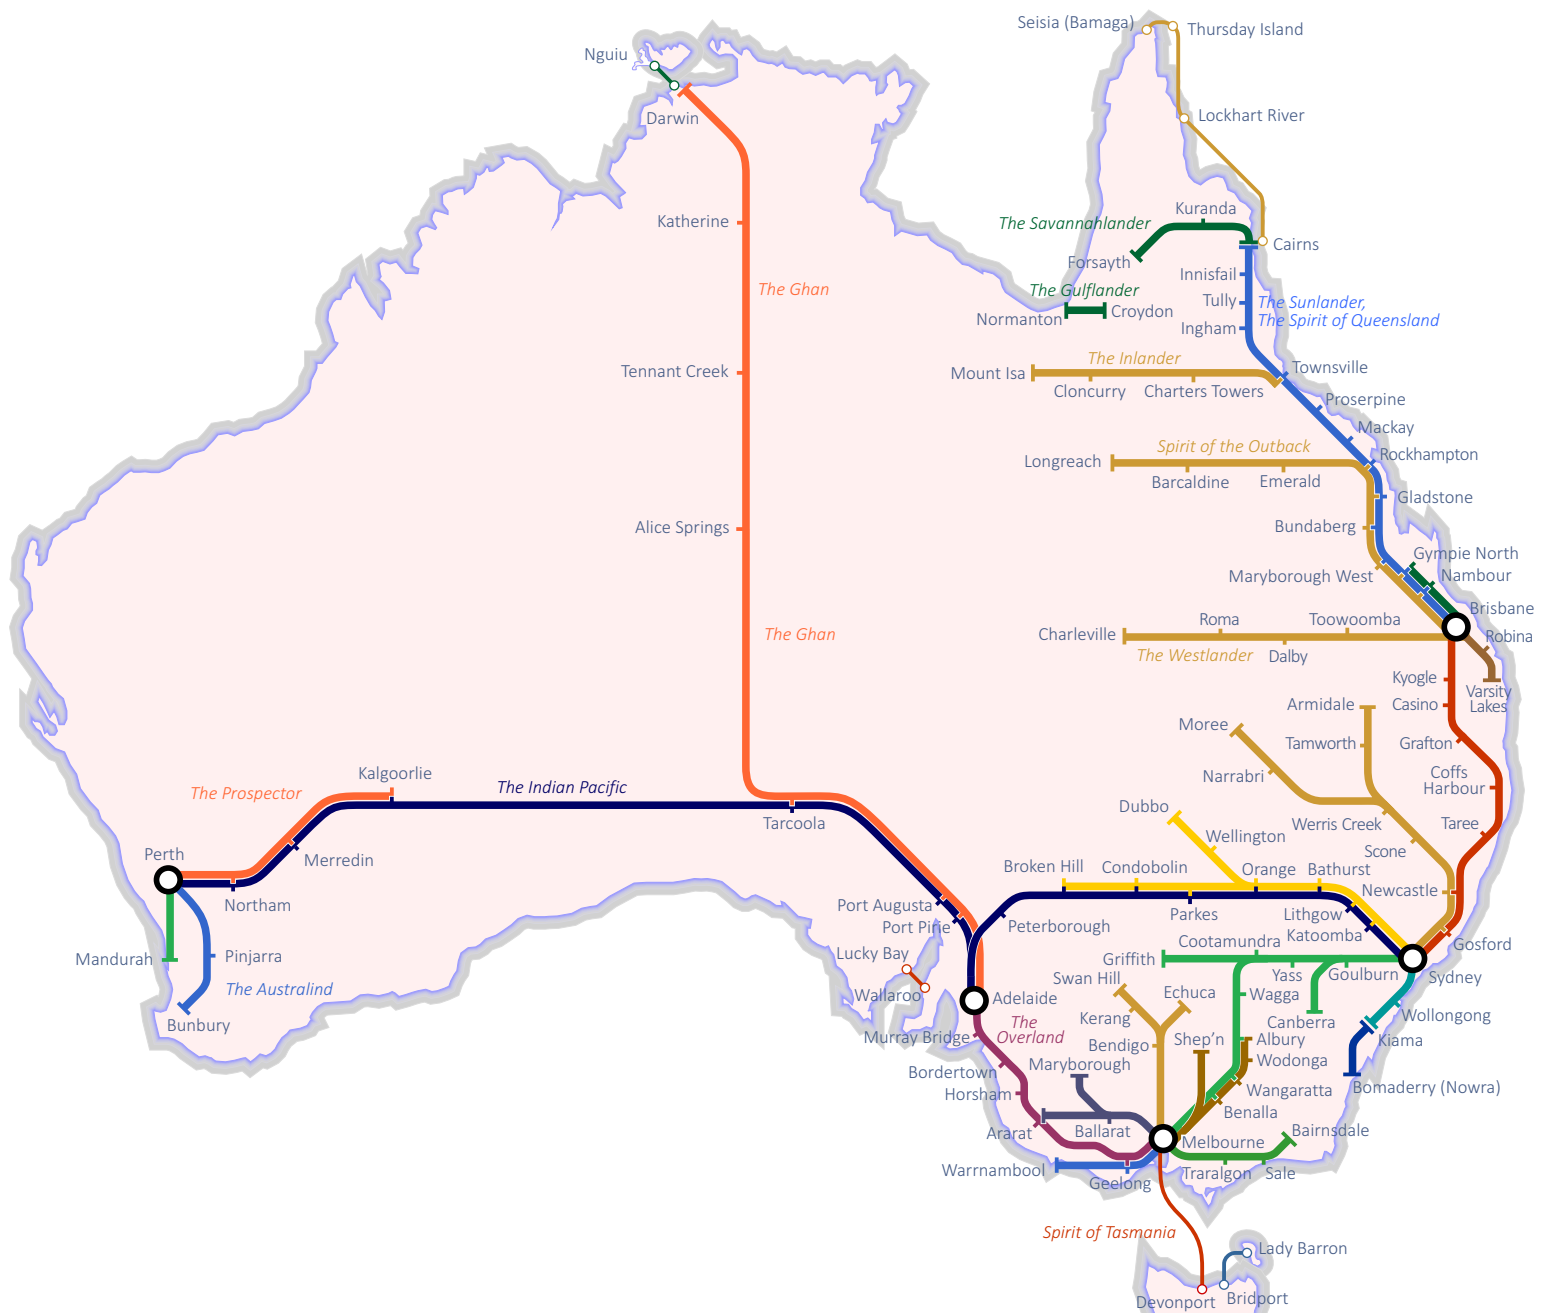 Seisia (Bamaga)
Thursday Island
Nguiu
Darwin
Lockhart River
Katherine
Kuranda
The Savannahlander
Cairns
Forsayth
Innisfail
The Ghan
The Gulflander
Tully
The Sunlander,
The Spirit of Queensland
Normanton
Croydon
Ingham
The Inlander
Townsville
Tennant Creek
Mount Isa
Cloncurry
Charters Towers
Proserpine
Mackay
Spirit of the Outback
Rockhampton
Longreach
Barcaldine
Emerald
Gladstone
Alice Springs
Bundaberg
Gympie North
Maryborough West
Nambour
Brisbane
The Ghan
Charleville
Roma
Toowoomba
Robina
The Westlander
Dalby
Kyogle
Varsity
Lakes
Armidale
Casino
Moree
Tamworth
Grafton
Narrabri
Coffs
Harbour
Kalgoorlie
The Prospector
The Indian Pacific
Dubbo
Tarcoola
Werris Creek
Taree
Wellington
Scone
Perth
Merredin
Broken Hill
Condobolin
Orange
Bathurst
Newcastle
Northam
Port Augusta
Port Pirie
Peterborough
Parkes
Lithgow
Katoomba
Gosford
Mandurah
Pinjarra
Lucky Bay
Griffith
Cootamundra
Yass
Goulburn
Sydney
The Australind
Wallaroo
Adelaide
Swan Hill
Echuca
Wagga
Bunbury
Kerang
Canberra
Wollongong
The
Overland
Murray Bridge
Bendigo
Shep'n
Albury
Kiama
Maryborough
Wodonga
Bordertown
Horsham
Wangaratta
Bomaderry (Nowra)
Benalla
Ararat
Ballarat
Melbourne
Bairnsdale
Warrnambool
Geelong
Traralgon
Sale
Spirit of Tasmania
Lady Barron
Devonport
Bridport